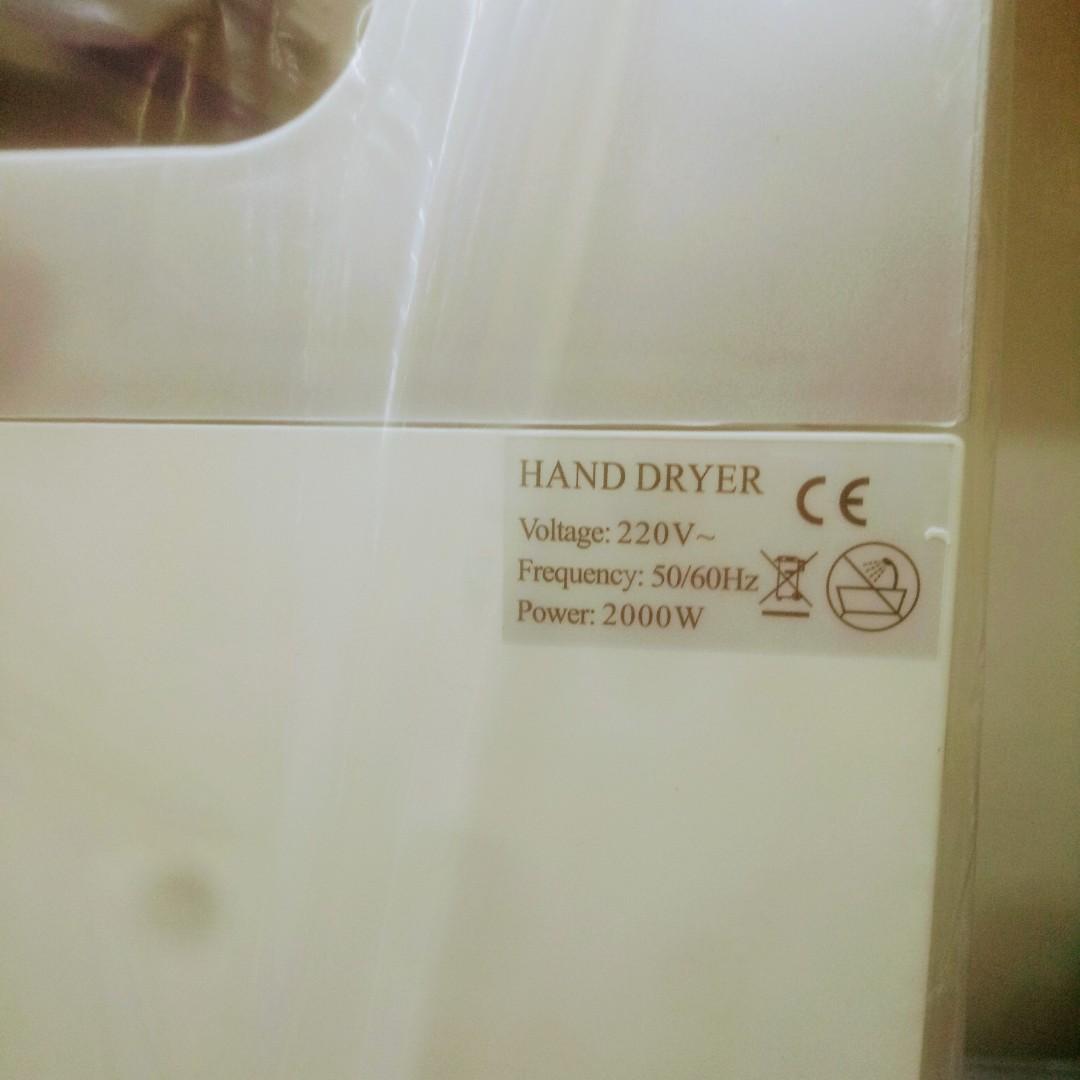 HAND DRYER
CE
Voltage: 220V~
Frequency: 50/60Hz
Power: 2000W